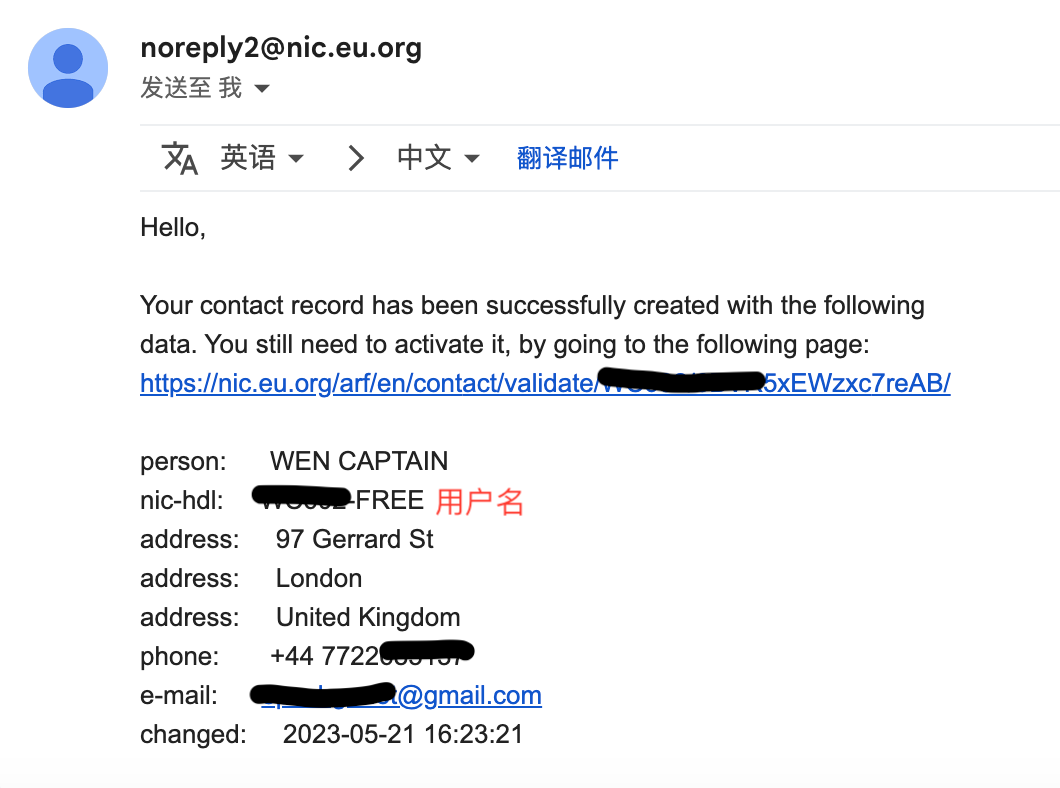 noreply2@nic.eu.org
发送至 我
英语 中文 翻译邮件
Hello,
Your contact record has been successfully created with the following
data. You still need to activate it, by going to the following page:
https://nic.eu.org/arf/en/contact/validate/ 5xEWzxc7reAB/
person: WEN CAPTAIN
nic-hdl: -FREE 用户名
address: 97 Gerrard St
address: London
address: United Kingdom
phone: +44 7722
e-mail: @gmail.com
changed: 2023-05-21 16:23:21